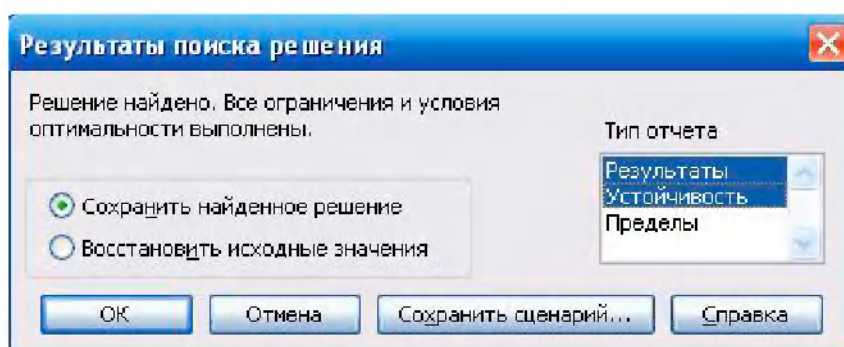 Результаты поиска решения
Решение найдено. Все ограничения и условия
оптимальности выполнены.
Тип отчета
Результаты
Устойчивость
Пределы
Сохранить найденное решение
Восстановить исходные значения
ОК
Отмена
Сохранить сценарий...
Справка